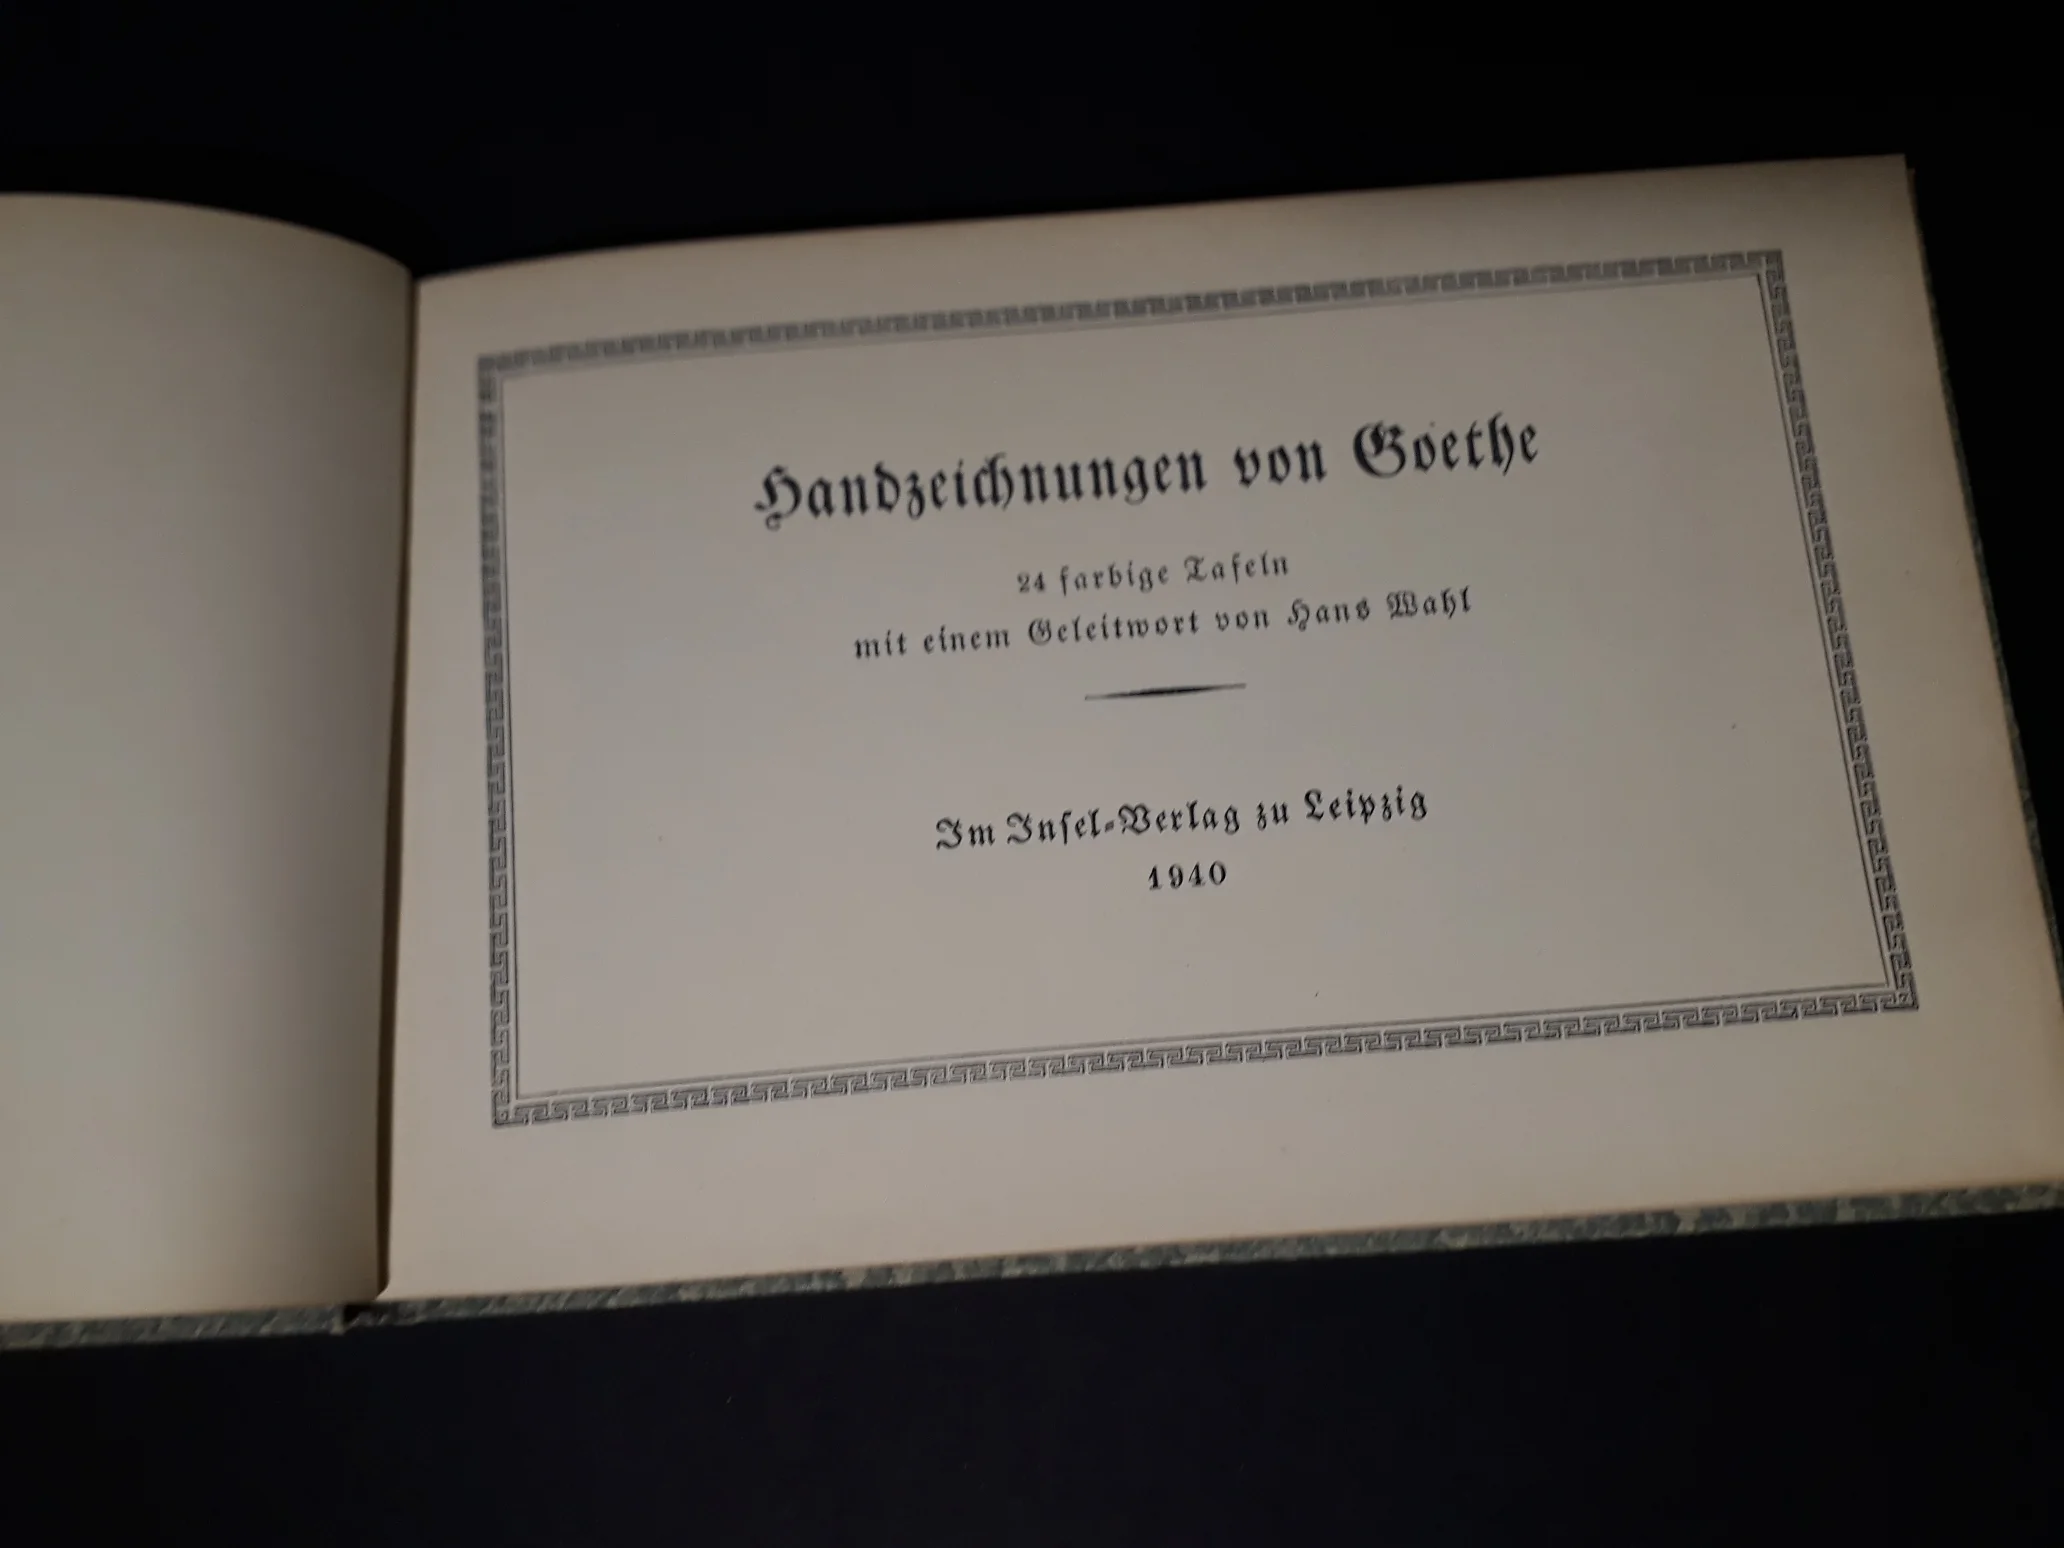 Handzeichnungen von Goethe
24 farbige Tafeln
mit einem Geleitwort von Hans Wahl
Im Insel-Verlag zu Leipzig
1940